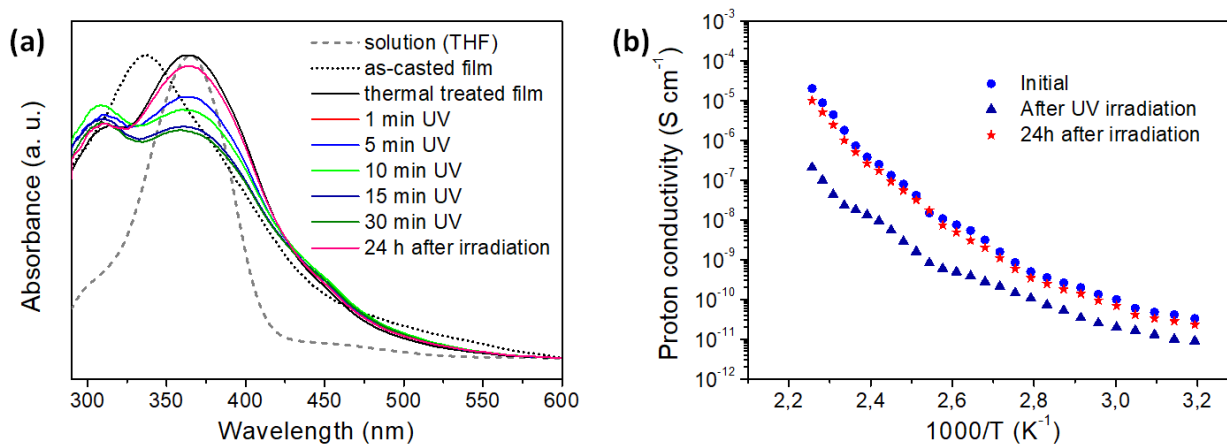 (a)
Absorbance (a. u.)
solution (THF)
as-casted film
thermal treated film
1 min UV
5 min UV
10 min UV
15 min UV
30 min UV
24 h after irradiation
300 350 400 450 500 550 600
Wavelength (nm)
(b)
Proton conductivity (S cm⁻¹)
10⁻³
10⁻⁴
10⁻⁵
10⁻⁶
10⁻⁷
10⁻⁸
10⁻⁹
10⁻¹⁰
10⁻¹¹
10⁻¹²
Initial
After UV irradiation
24h after irradiation
2,2 2,4 2,6 2,8 3,0 3,2
1000/T (K⁻¹)